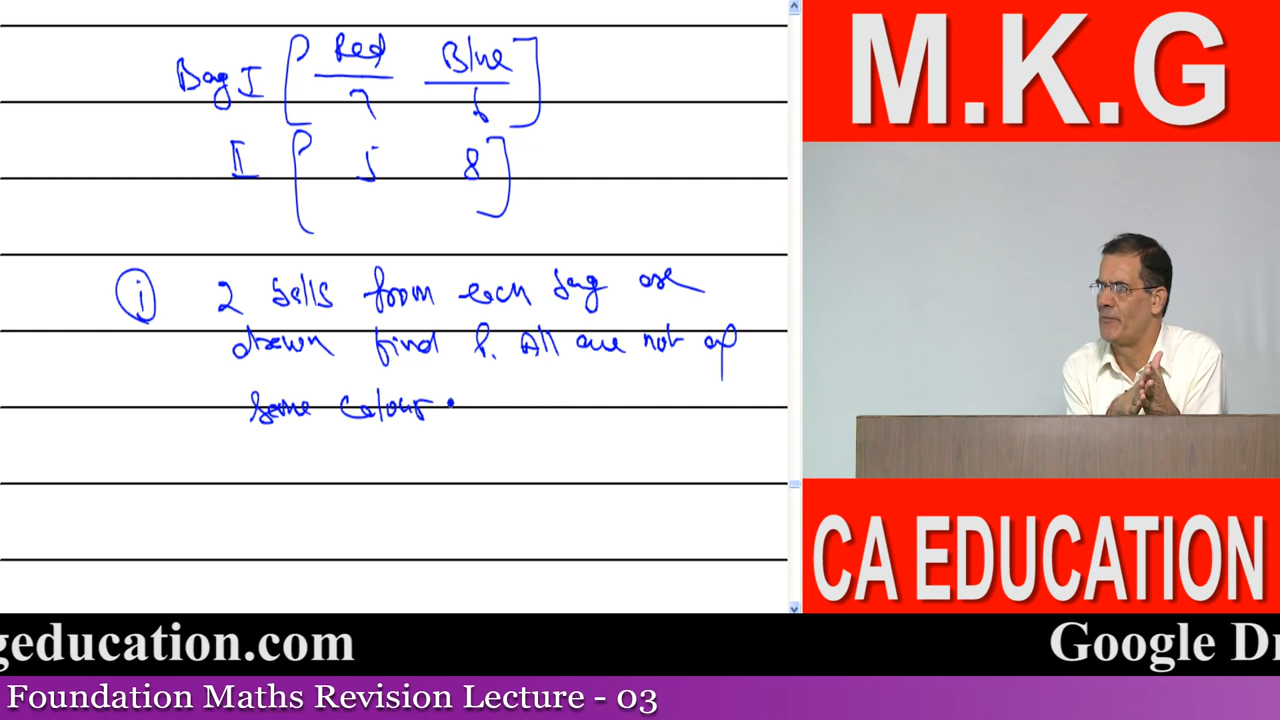 Red Blue
Bag I 7 6
II 5 8
i 2 balls from each bag are
drawn find P. All are not of
same colour.
M.K.G
CA EDUCATION
geducation.com Google Dr
Foundation Maths Revision Lecture - 03